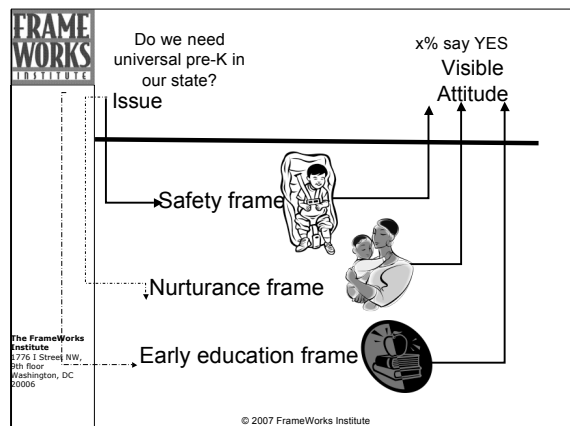 FRAME
WORKS
INSTITUTE
Do we need
universal pre-K in
our state?
Issue
x% say YES
Visible
Attitude
Safety frame
Nurturance frame
Early education frame
The FrameWorks
Institute
1776 I Street NW,
9th floor
Washington, DC
20006
© 2007 FrameWorks Institute